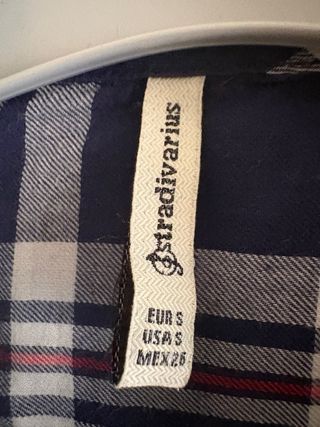 stradivarius
EUR S
USA S
MEX 26